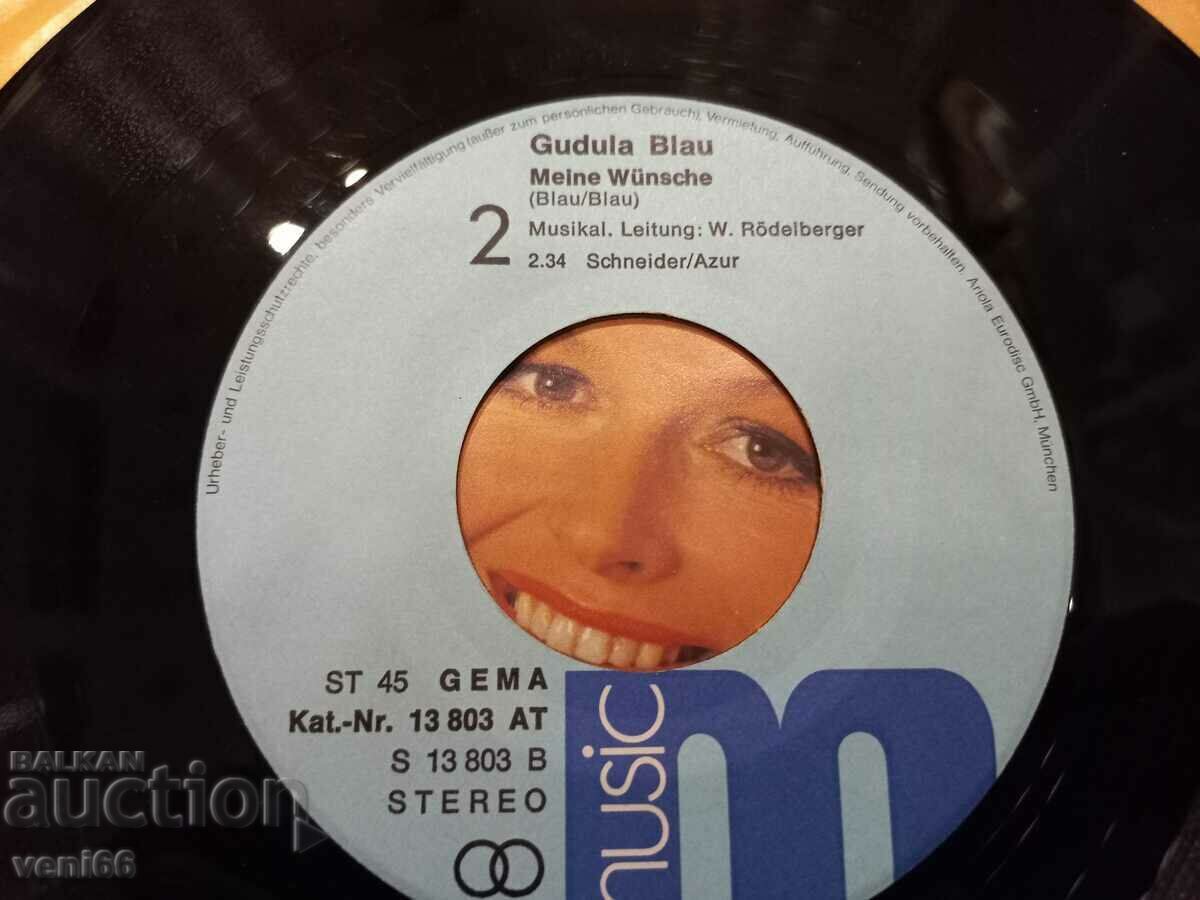 Urheber- und Leistungsschutzrechte, besonders Vervielfältigung (außer zum persönlichen Gebrauch), Vermietung, Aufführung, Sendung vorbehalten. Ariola Eurodisc GmbH, München
Gudula Blau
Meine Wünsche
(Blau/Blau)
2
Musikal. Leitung: W. Rödelberger
2.34 Schneider/Azur
ST 45 GEMA
Kat.-Nr. 13 803 AT
S 13 803 B
STEREO
music
m
BALKAN
auction
veni66